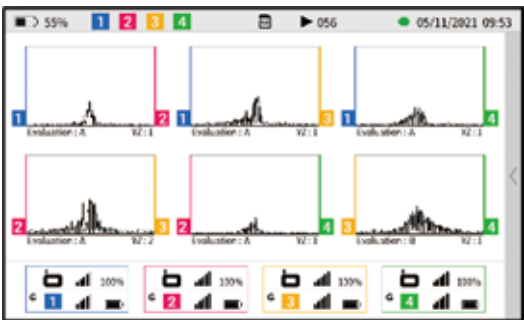 55% 1 2 3 4 056 05/11/2021 09:53
1 2 1 3 1 4
Evaluation : A VZ : 1 Evaluation : A VZ : 1 Evaluation : A VZ : 1
2 3 2 4 3 4
Evaluation : A VZ : 2 Evaluation : A VZ : 1 Evaluation : B VZ : 1
100% 100% 100% 100%
G 1 G 2 G 3 G 4